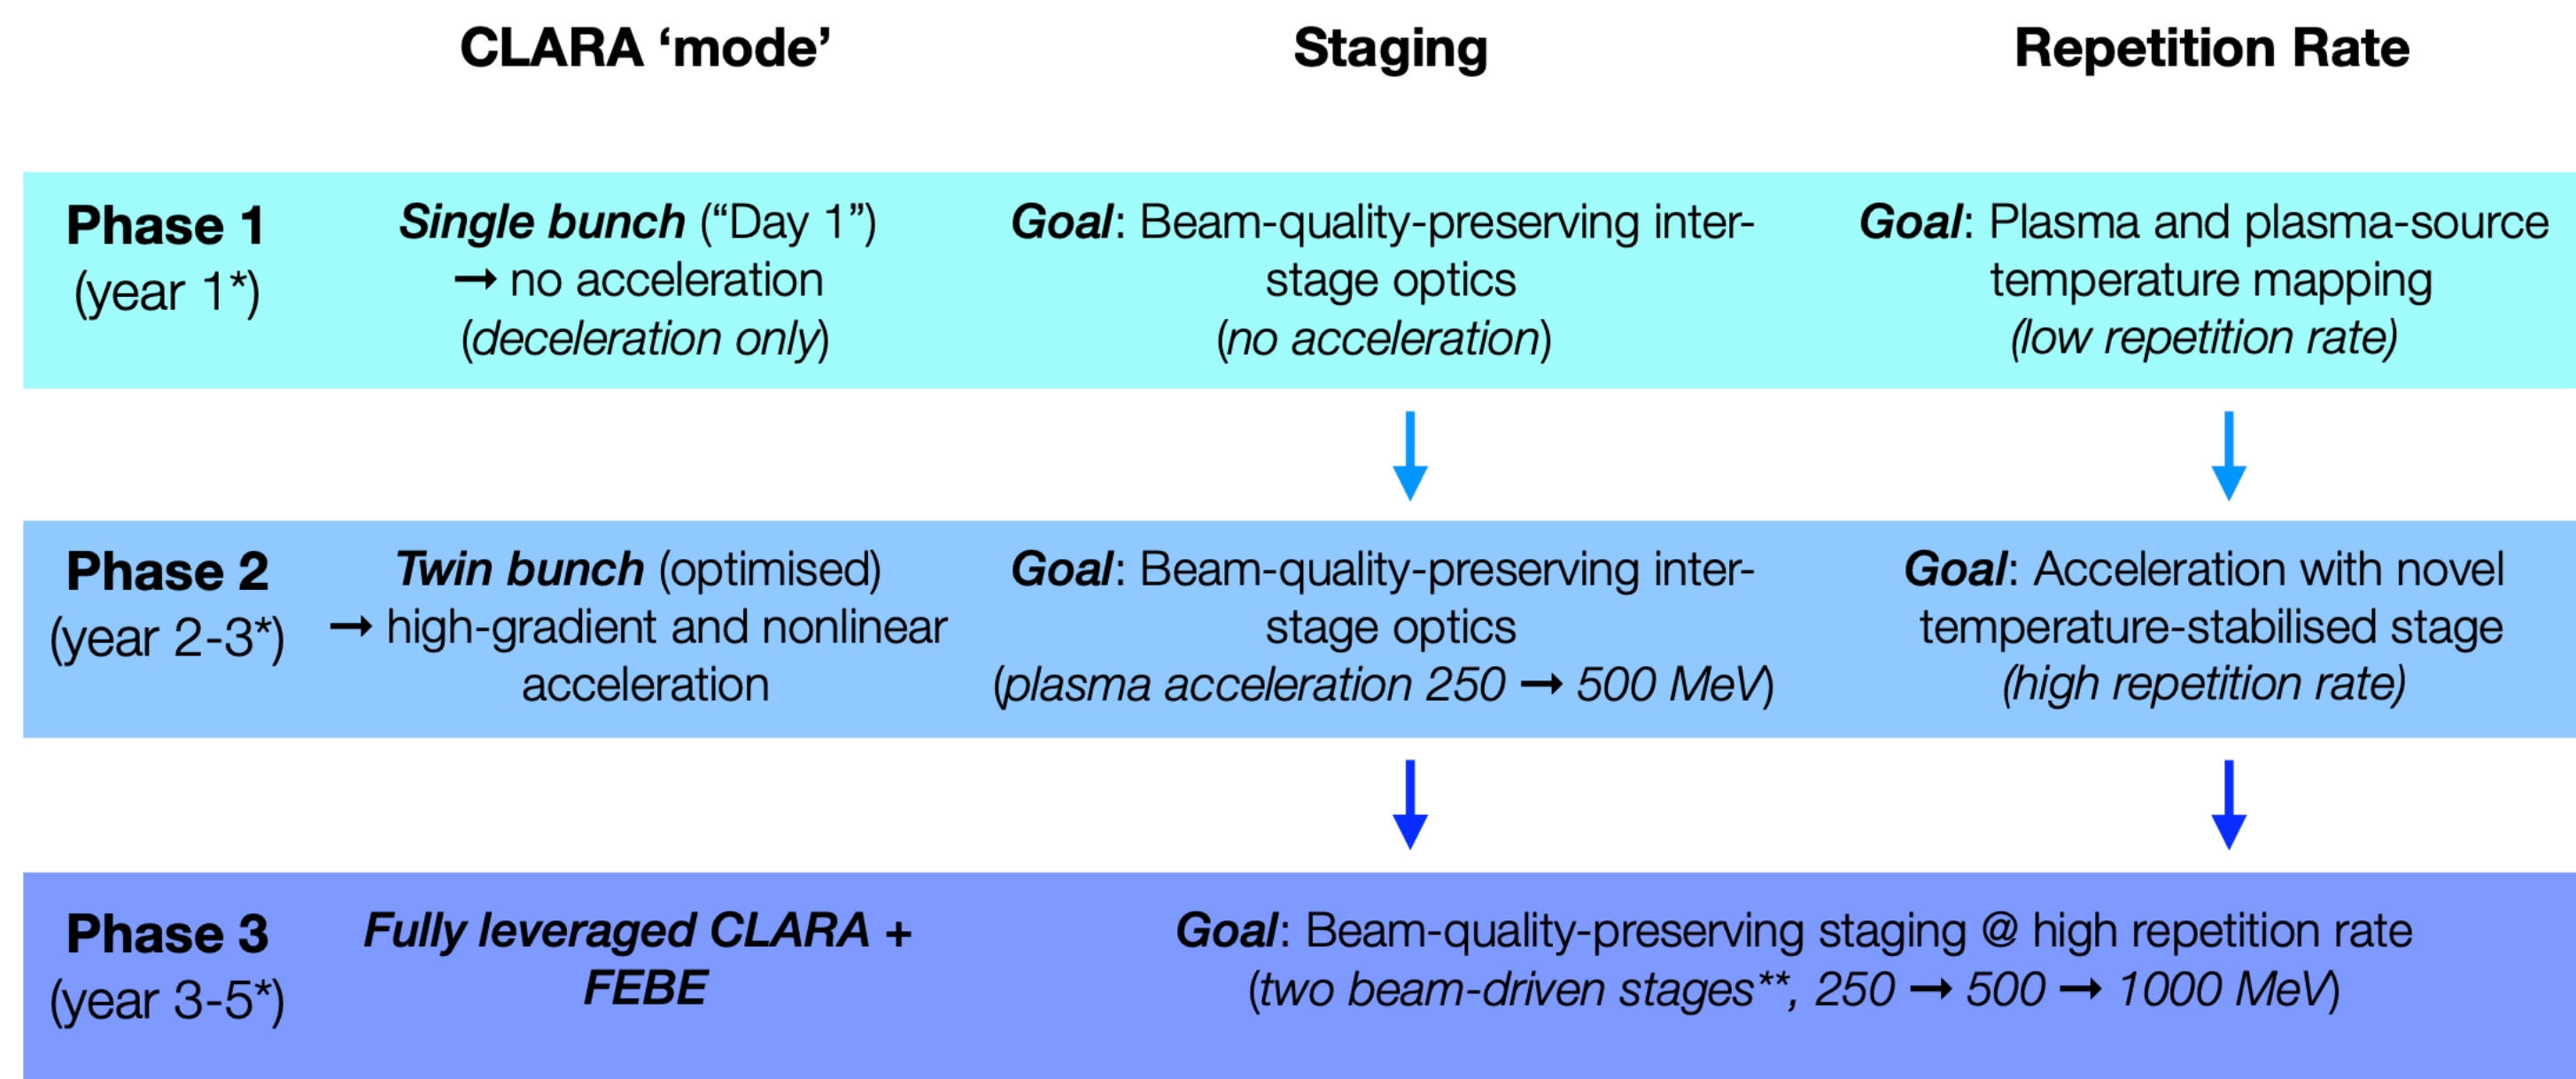 CLARA ‘mode’
Staging
Repetition Rate
Phase 1
(year 1*)
Single bunch (“Day 1”)
→ no acceleration
(deceleration only)
Goal: Beam-quality-preserving inter-
stage optics
(no acceleration)
Goal: Plasma and plasma-source
temperature mapping
(low repetition rate)
Phase 2
(year 2-3*)
Twin bunch (optimised)
→ high-gradient and nonlinear
acceleration
Goal: Beam-quality-preserving inter-
stage optics
(plasma acceleration 250 → 500 MeV)
Goal: Acceleration with novel
temperature-stabilised stage
(high repetition rate)
Phase 3
(year 3-5*)
Fully leveraged CLARA +
FEBE
Goal: Beam-quality-preserving staging @ high repetition rate
(two beam-driven stages**, 250 → 500 → 1000 MeV)